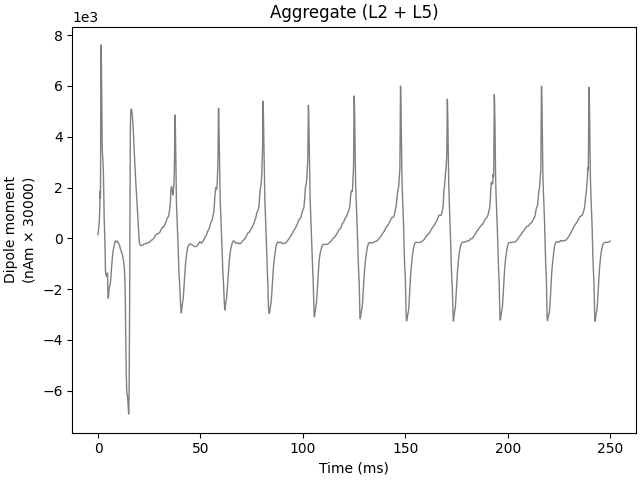 Aggregate (L2 + L5)
1e3
8
6
4
2
0
−2
−4
−6
Dipole moment
(nAm × 30000)
0 50 100 150 200 250
Time (ms)